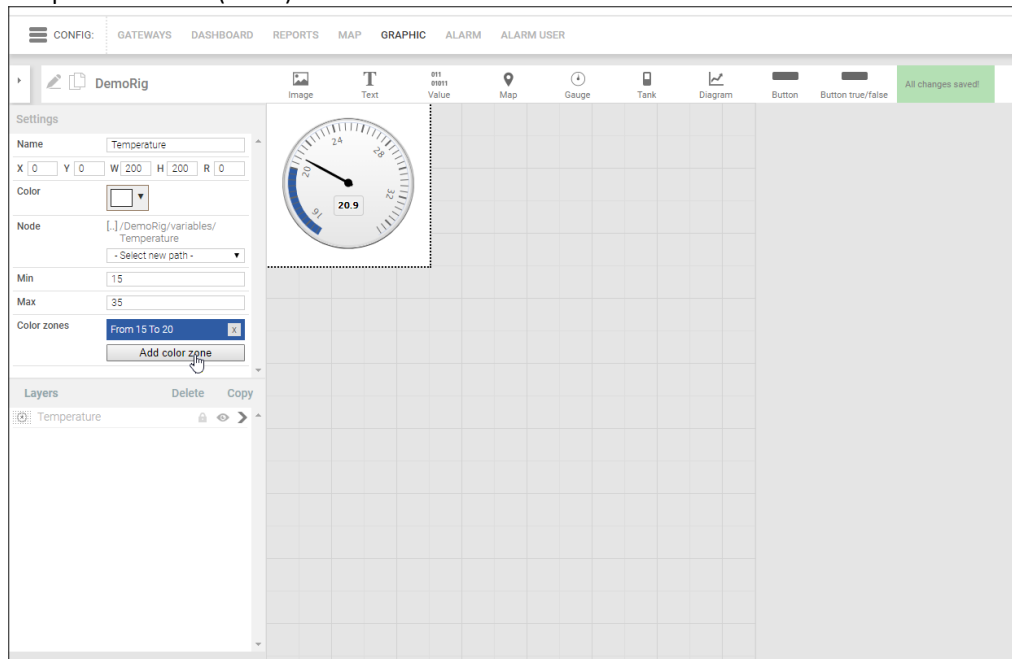 CONFIG: GATEWAYS DASHBOARD REPORTS MAP GRAPHIC ALARM ALARM USER
DemoRig
Image Text Value Map Gauge Tank Diagram Button Button true/false
011
01011
All changes saved!
Settings
Name Temperature
X 0 Y 0 W 200 H 200 R 0
Color
Node [..]/DemoRig/variables/
Temperature
- Select new path -
Min 15
Max 35
Color zones From 15 To 20 x
Add color zone
Layers Delete Copy
Temperature
16 20 24 28 32
20.9